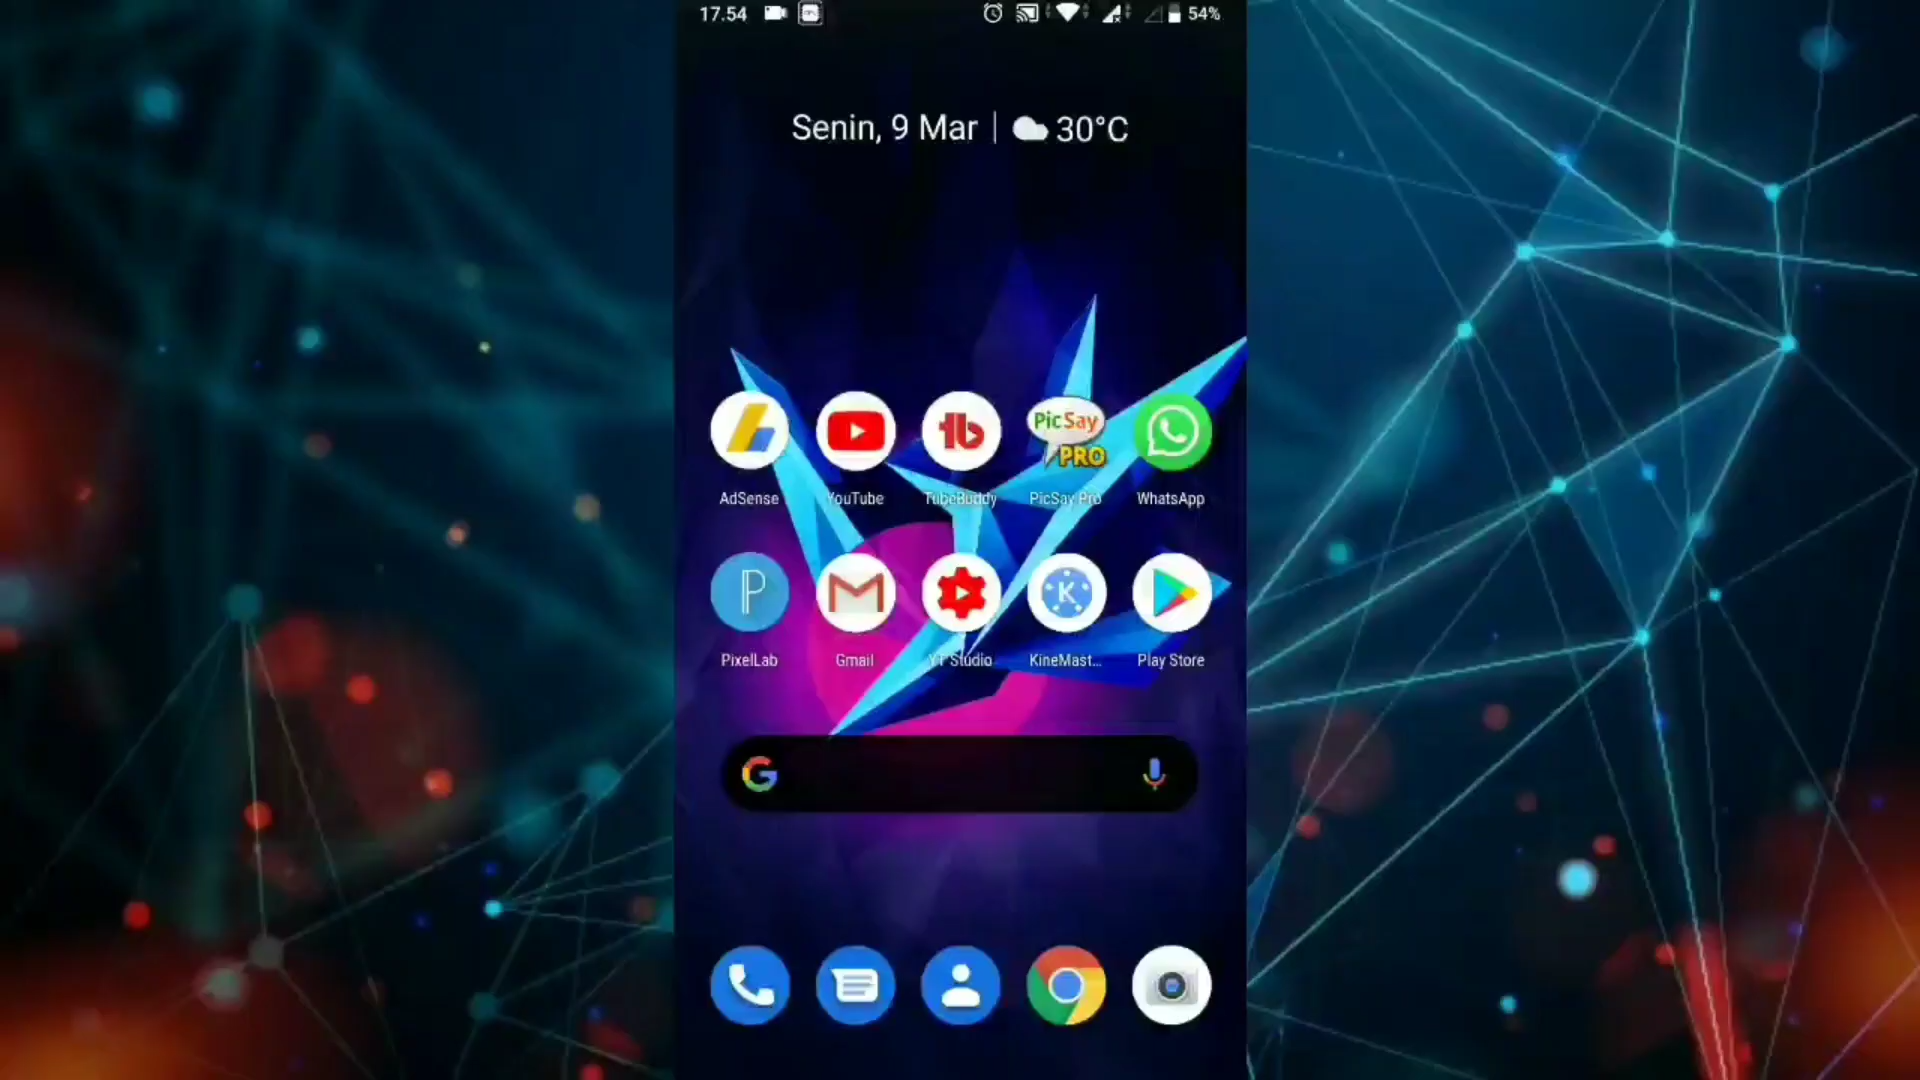 17.54 54%
Senin, 9 Mar | 30°C
PicSay
PRO
AdSense YouTube TubeBuddy PicSay Pro WhatsApp
PixelLab Gmail YT Studio KineMast... Play Store